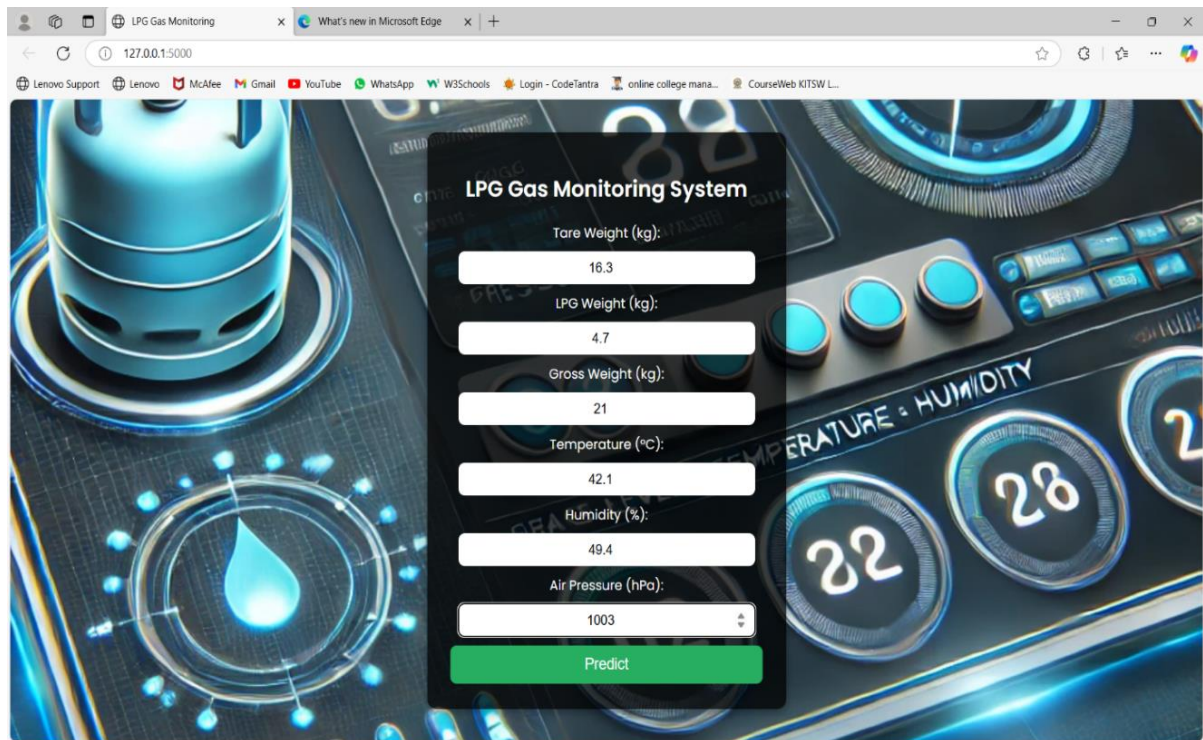 LPG Gas Monitoring
What's new in Microsoft Edge
127.0.0.1:5000
Lenovo Support Lenovo McAfee Gmail YouTube WhatsApp W3Schools Login - CodeTantra online college mana... CourseWeb KITSW L...
LPG Gas Monitoring System
Tare Weight (kg):
16.3
LPG Weight (kg):
4.7
Gross Weight (kg):
21
Temperature (°C):
42.1
Humidity (%):
49.4
Air Pressure (hPa):
1003
Predict
PERATURE : HUMIDITY
22
28